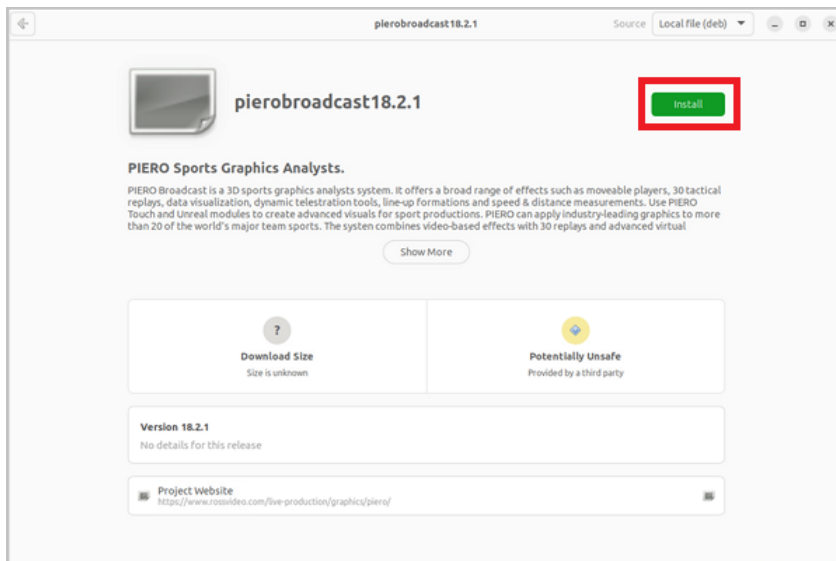 pierobroadcast18.2.1
Source Local file (deb)
pierobroadcast18.2.1
Install
PIERO Sports Graphics Analysts.
PIERO Broadcast is a 3D sports graphics analysts system. It offers a broad range of effects such as moveable players, 30 tactical
replays, data visualization, dynamic telestration tools, line-up formations and speed & distance measurements. Use PIERO
Touch and Unreal modules to create advanced visuals for sport productions. PIERO can apply industry-leading graphics to more
than 20 of the world's major team sports. The systen combines video-based effects with 30 replays and advanced virtual
Show More
?
Download Size
Size is unknown
Potentially Unsafe
Provided by a third party
Version 18.2.1
No details for this release
Project Website
https://www.rossvideo.com/live-production/graphics/piero/